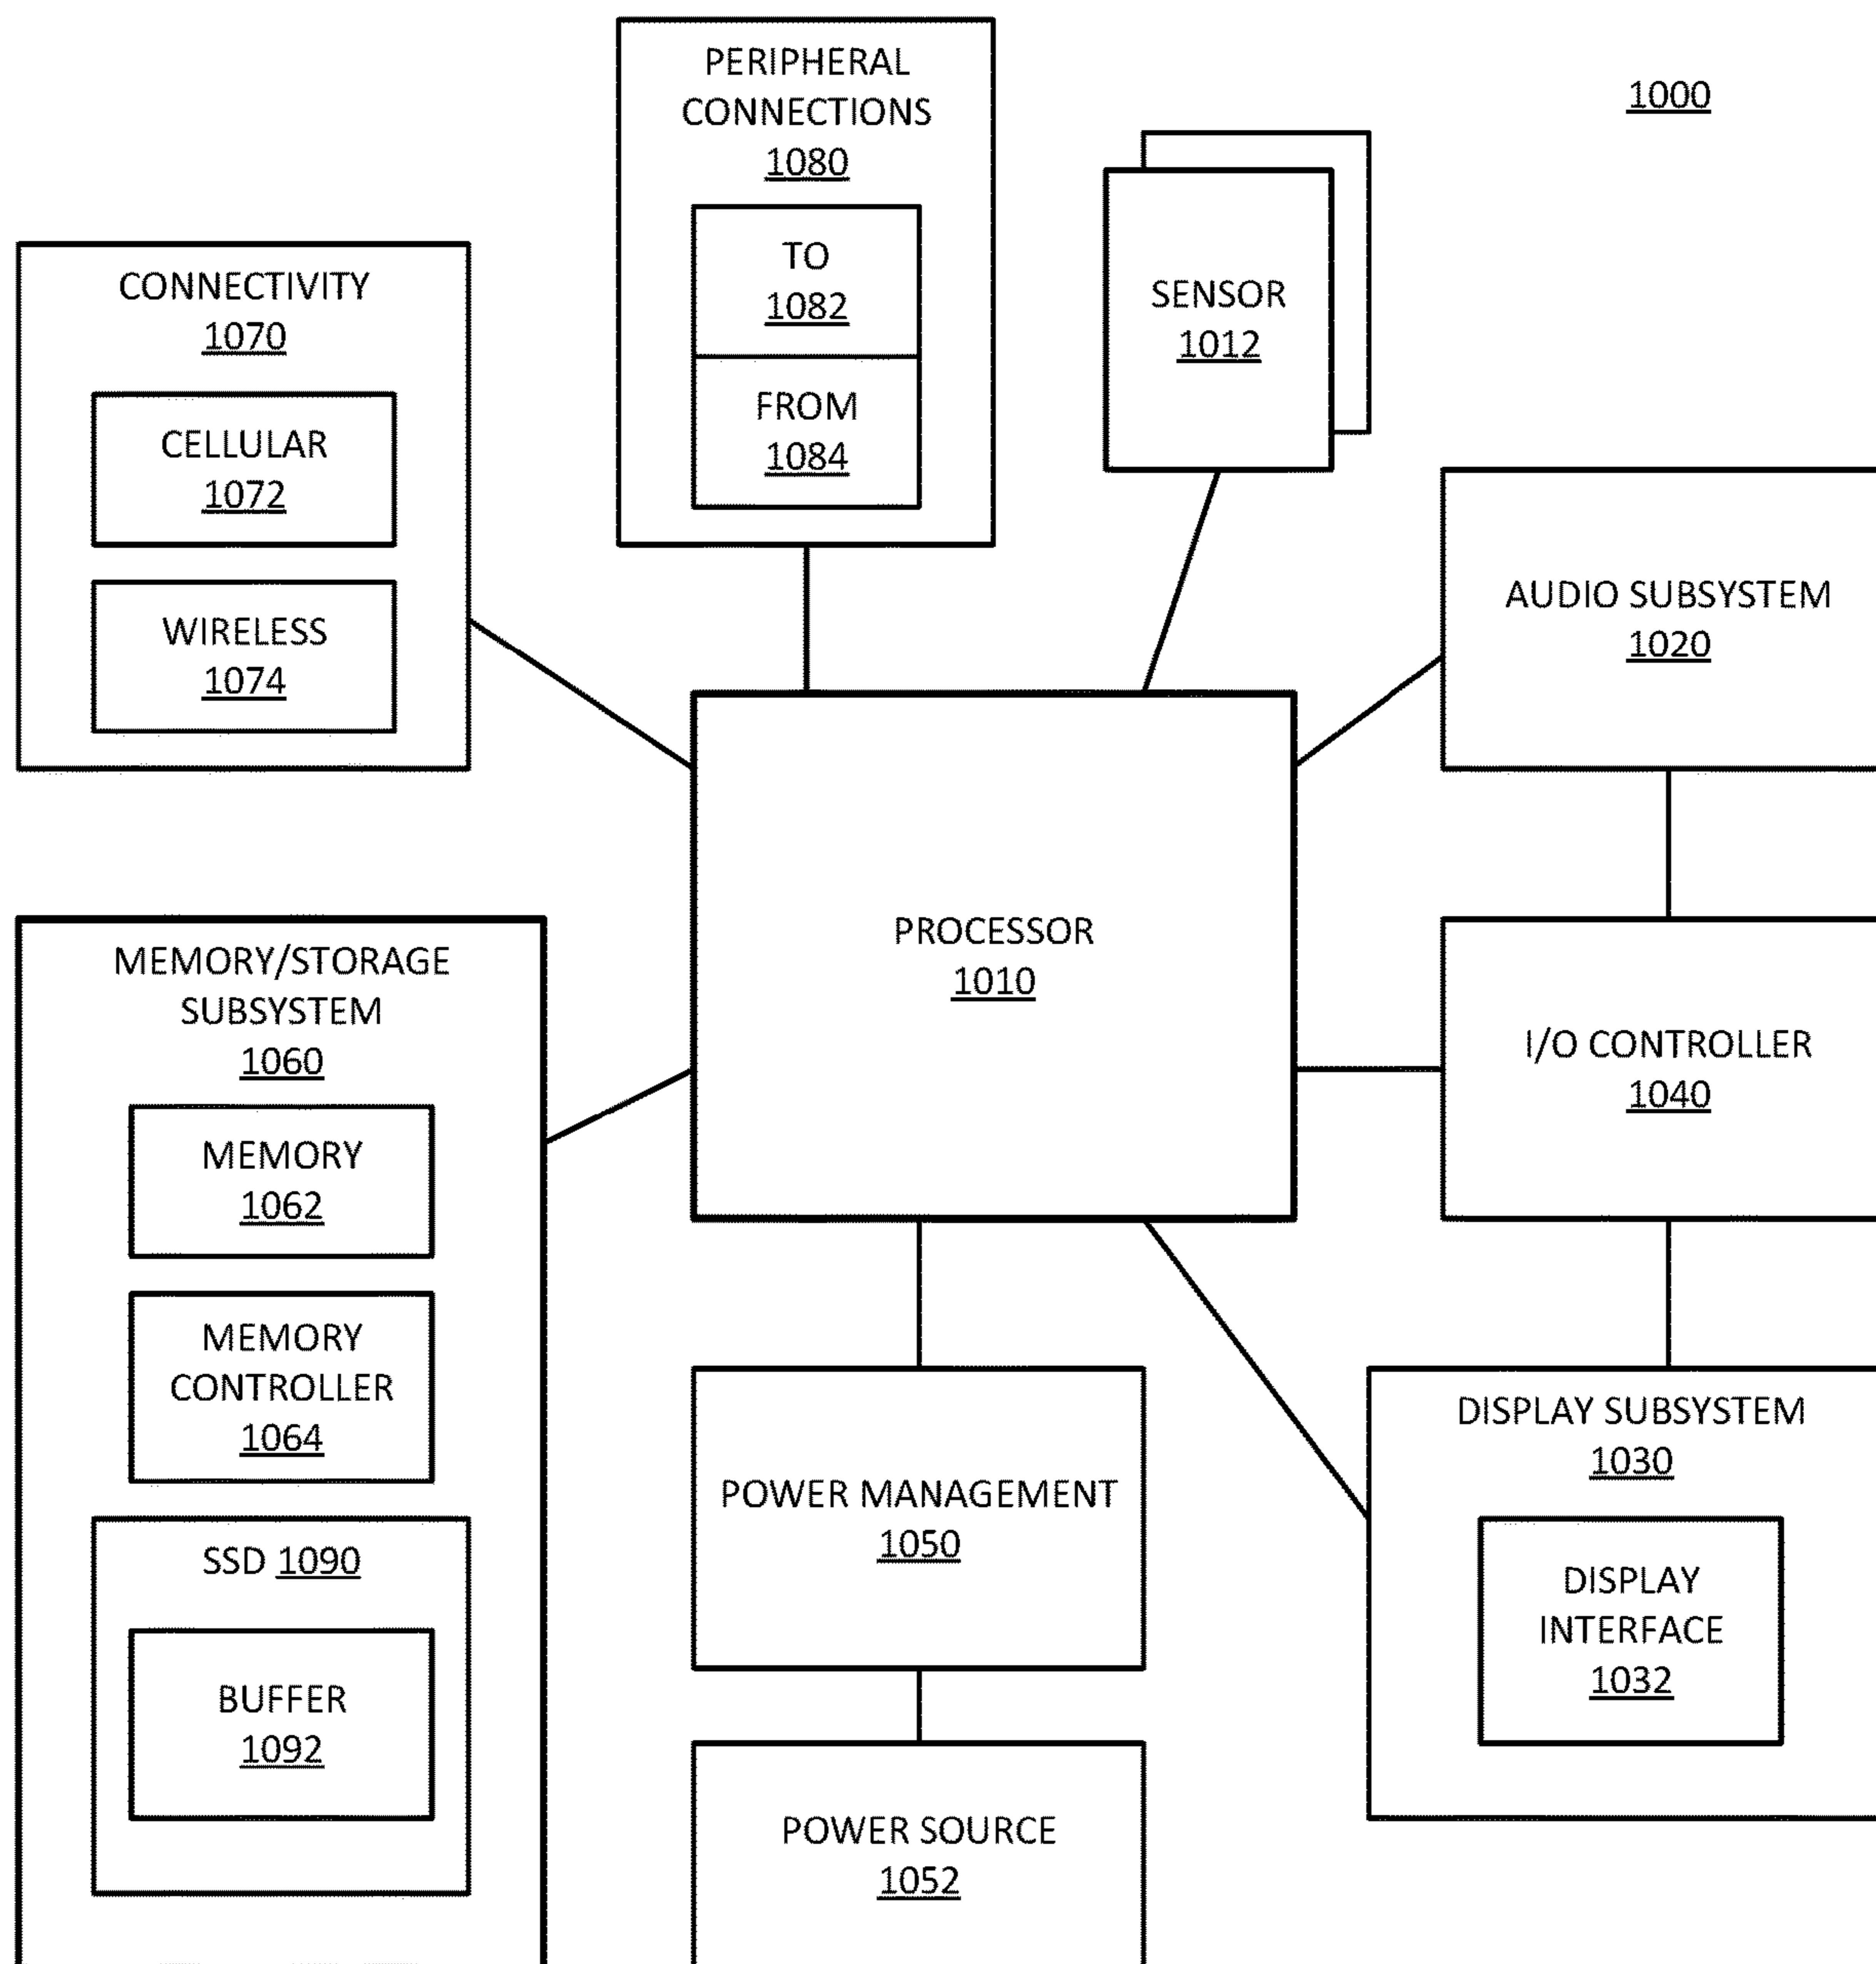 PERIPHERAL
CONNECTIONS
1080
TO
1082
FROM
1084
1000
SENSOR
1012
CONNECTIVITY
1070
CELLULAR
1072
WIRELESS
1074
AUDIO SUBSYSTEM
1020
PROCESSOR
1010
I/O CONTROLLER
1040
MEMORY/STORAGE
SUBSYSTEM
1060
MEMORY
1062
MEMORY
CONTROLLER
1064
SSD 1090
BUFFER
1092
POWER MANAGEMENT
1050
POWER SOURCE
1052
DISPLAY SUBSYSTEM
1030
DISPLAY
INTERFACE
1032